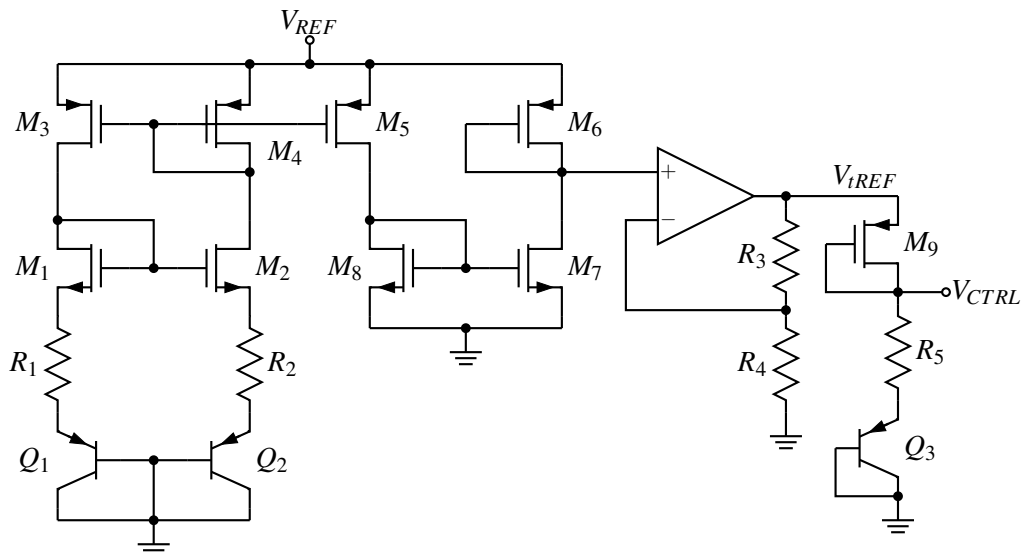 V_REF
M_3
M_4
M_5
M_6
V_tREF
M_9
M_1
M_2
M_8
M_7
+
−
R_3
V_CTRL
R_1
R_2
R_4
R_5
Q_1
Q_2
Q_3